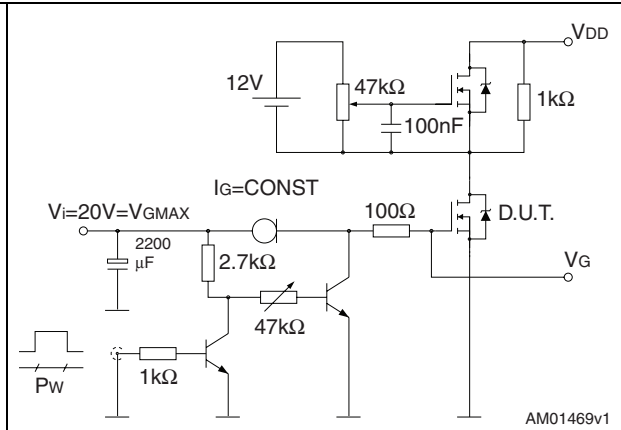 VDD
12V
47kΩ
1kΩ
100nF
IG=CONST
Vi=20V=VGMAX
100Ω
D.U.T.
2200
μF
2.7kΩ
VG
47kΩ
1kΩ
PW
AM01469v1